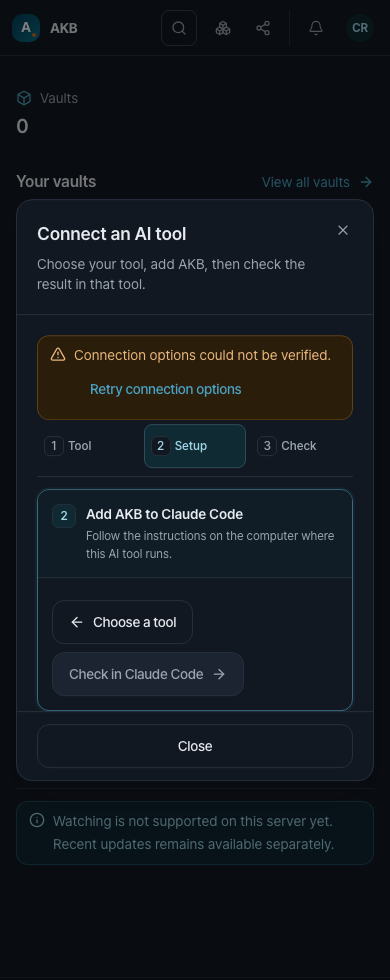 A
AKB
CR
Vaults
0
Your vaults
View all vaults
Connect an AI tool
Choose your tool, add AKB, then check the
result in that tool.
Connection options could not be verified.
Retry connection options
1 Tool
2 Setup
3 Check
2
Add AKB to Claude Code
Follow the instructions on the computer where
this AI tool runs.
Choose a tool
Check in Claude Code
Close
Watching is not supported on this server yet.
Recent updates remains available separately.